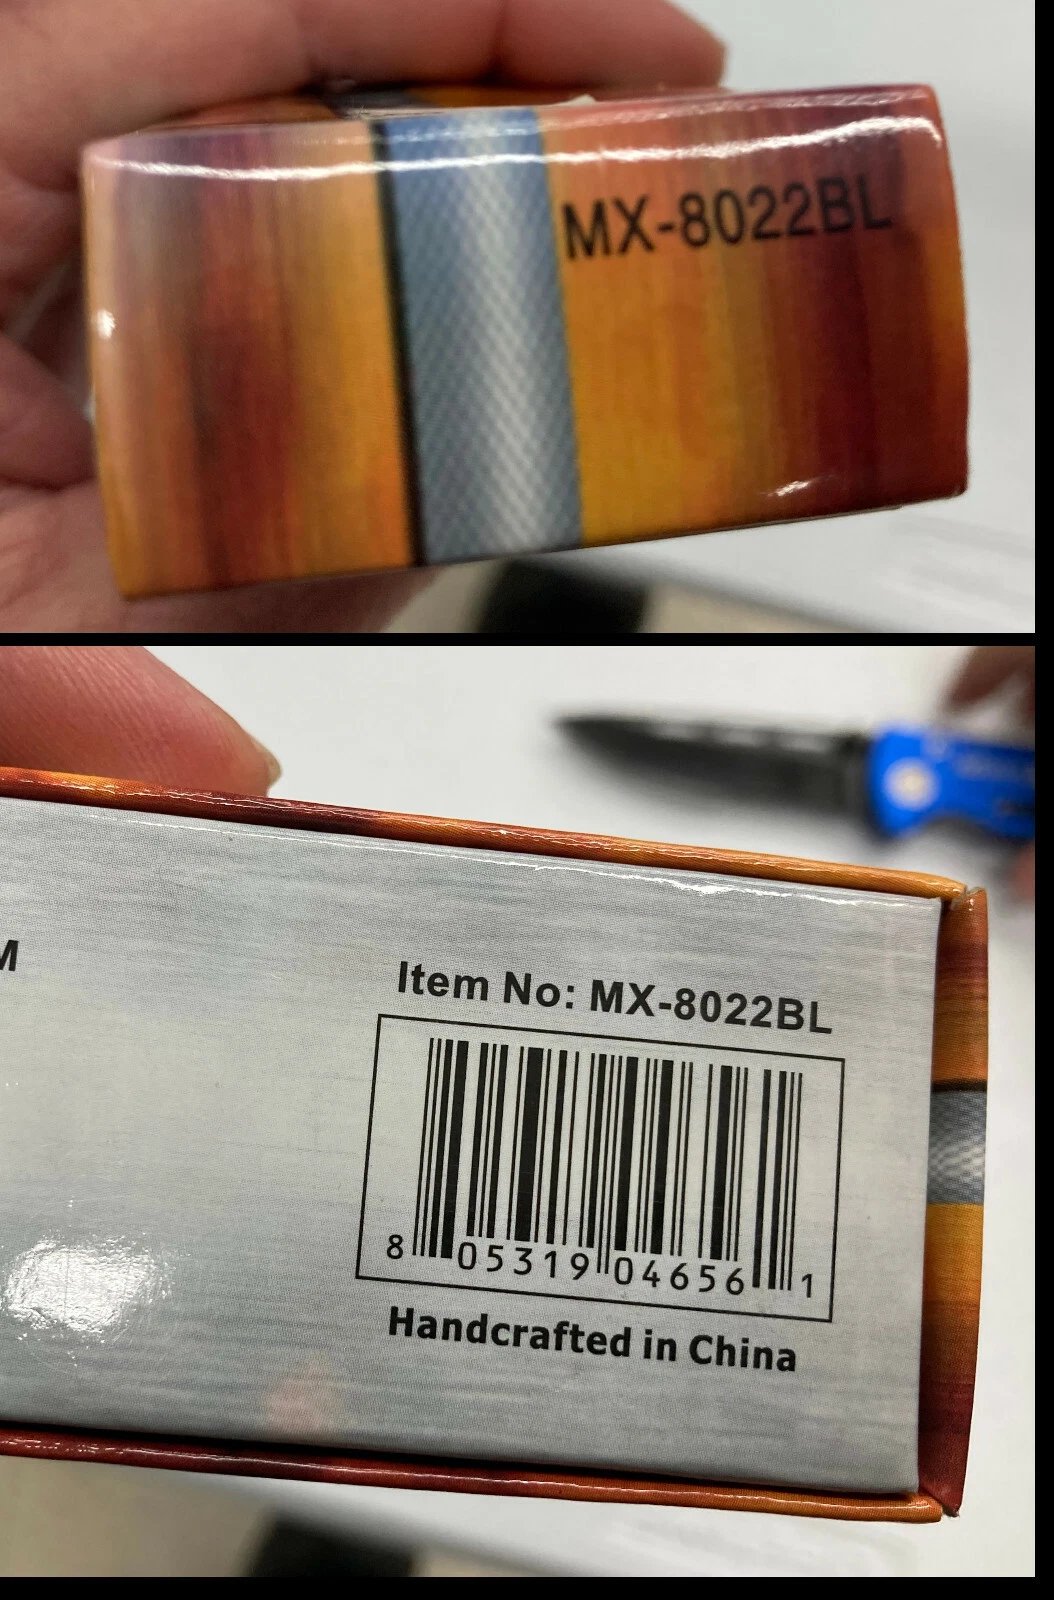 MX-8022BL
M
Item No: MX-8022BL
8 05319 04656 1
Handcrafted in China